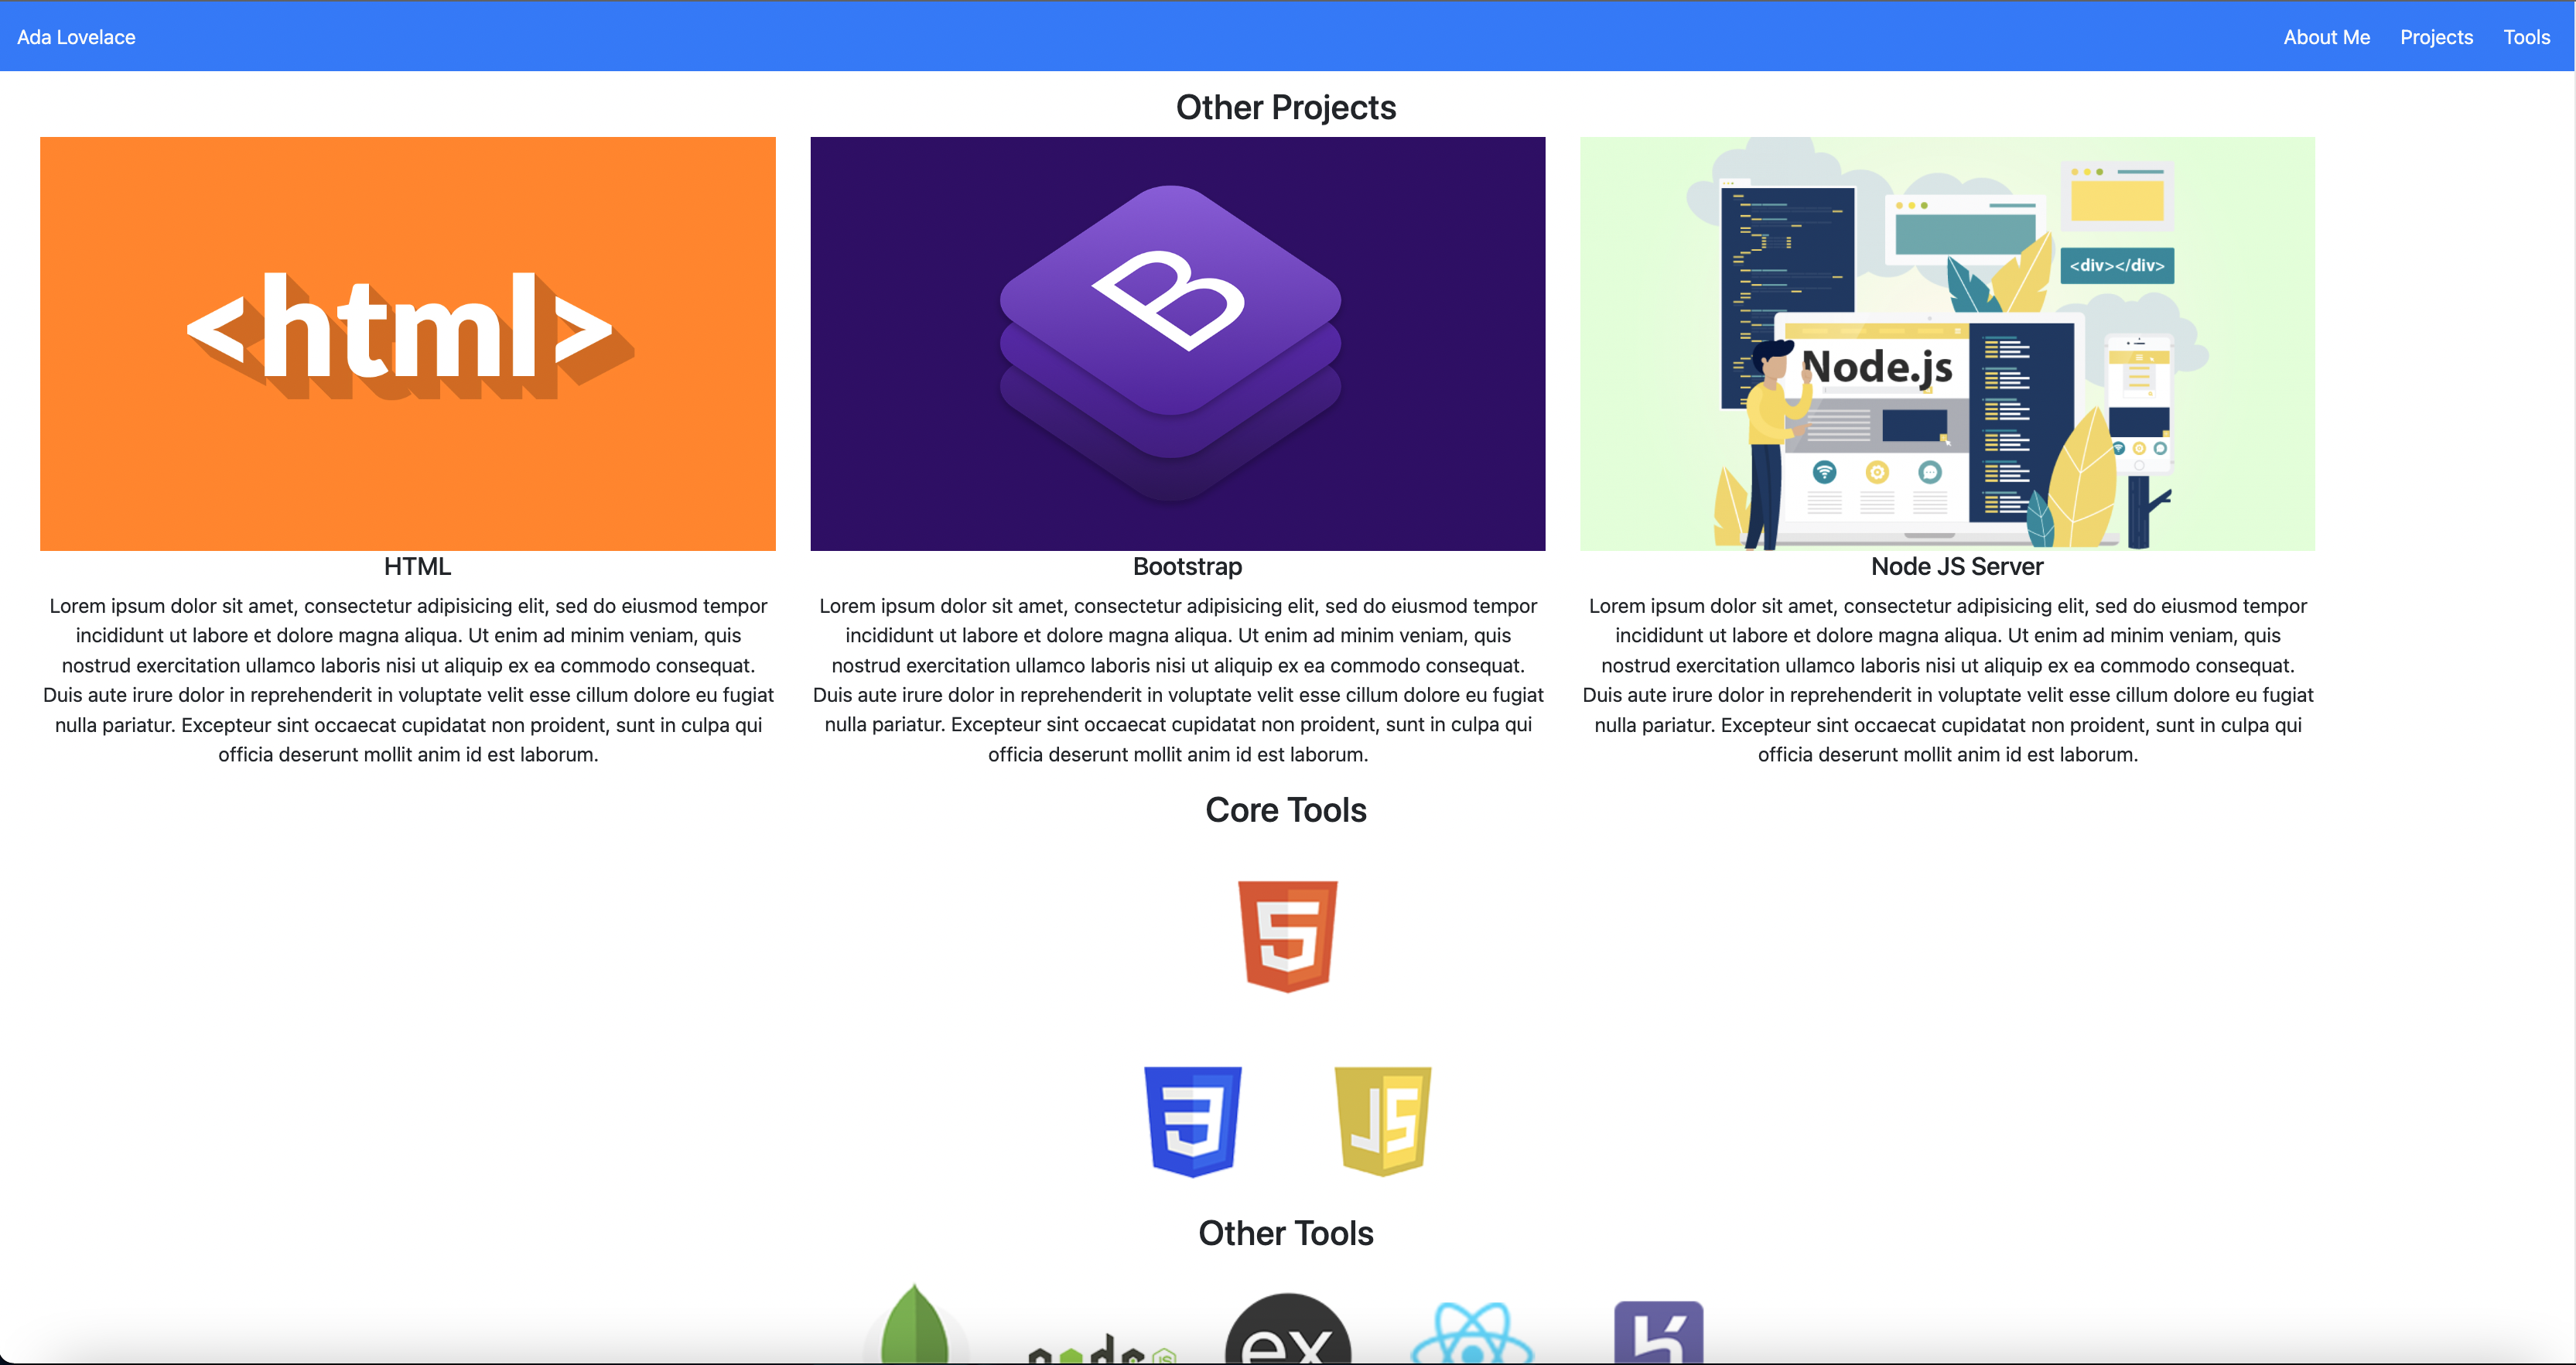 Ada Lovelace
About Me Projects Tools
Other Projects
<html>
B
<div></div>
Node.js
HTML
Lorem ipsum dolor sit amet, consectetur adipisicing elit, sed do eiusmod tempor
incididunt ut labore et dolore magna aliqua. Ut enim ad minim veniam, quis
nostrud exercitation ullamco laboris nisi ut aliquip ex ea commodo consequat.
Duis aute irure dolor in reprehenderit in voluptate velit esse cillum dolore eu fugiat
nulla pariatur. Excepteur sint occaecat cupidatat non proident, sunt in culpa qui
officia deserunt mollit anim id est laborum.
Bootstrap
Lorem ipsum dolor sit amet, consectetur adipisicing elit, sed do eiusmod tempor
incididunt ut labore et dolore magna aliqua. Ut enim ad minim veniam, quis
nostrud exercitation ullamco laboris nisi ut aliquip ex ea commodo consequat.
Duis aute irure dolor in reprehenderit in voluptate velit esse cillum dolore eu fugiat
nulla pariatur. Excepteur sint occaecat cupidatat non proident, sunt in culpa qui
officia deserunt mollit anim id est laborum.
Node JS Server
Lorem ipsum dolor sit amet, consectetur adipisicing elit, sed do eiusmod tempor
incididunt ut labore et dolore magna aliqua. Ut enim ad minim veniam, quis
nostrud exercitation ullamco laboris nisi ut aliquip ex ea commodo consequat.
Duis aute irure dolor in reprehenderit in voluptate velit esse cillum dolore eu fugiat
nulla pariatur. Excepteur sint occaecat cupidatat non proident, sunt in culpa qui
officia deserunt mollit anim id est laborum.
Core Tools
5
3
JS
Other Tools
node JS
ex